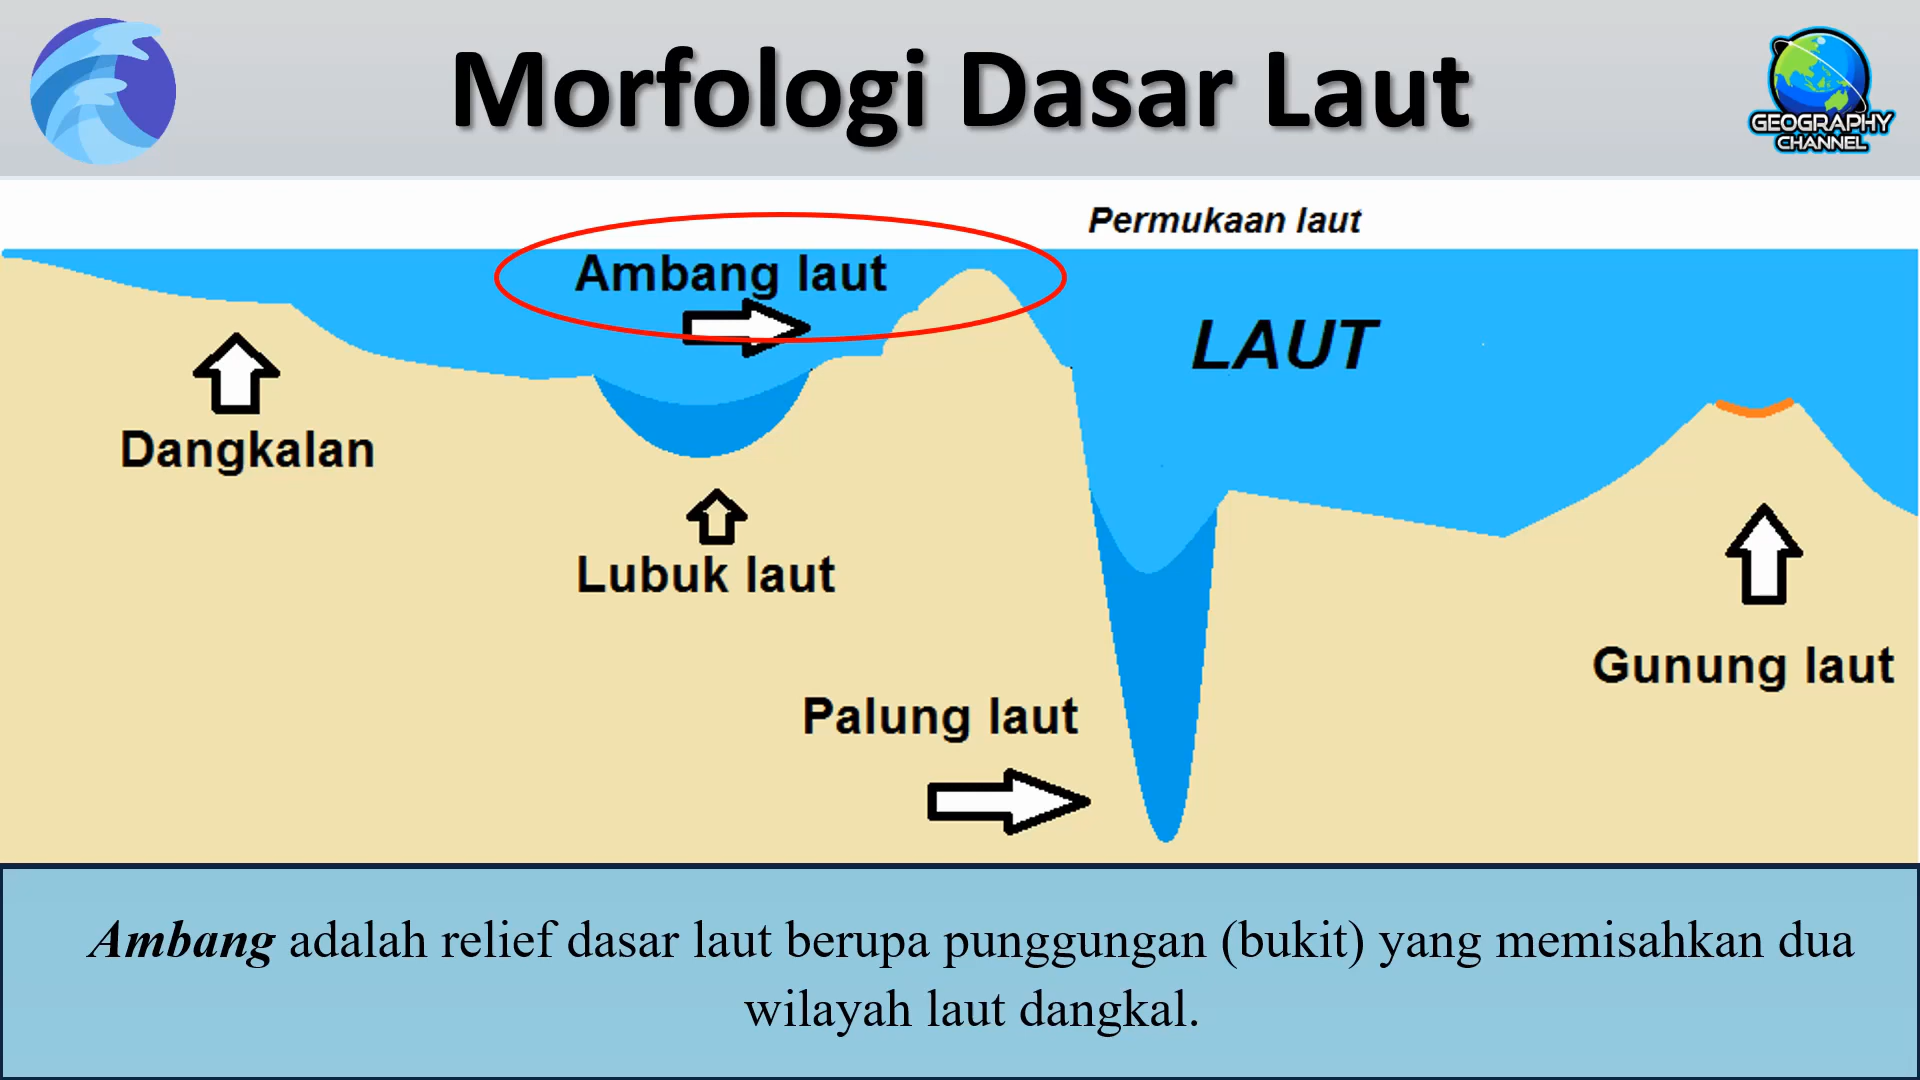 Morfologi Dasar Laut
GEOGRAPHY
CHANNEL
Permukaan laut
Ambang laut
LAUT
Dangkalan
Lubuk laut
Gunung laut
Palung laut
Ambang adalah relief dasar laut berupa punggungan (bukit) yang memisahkan dua
wilayah laut dangkal.